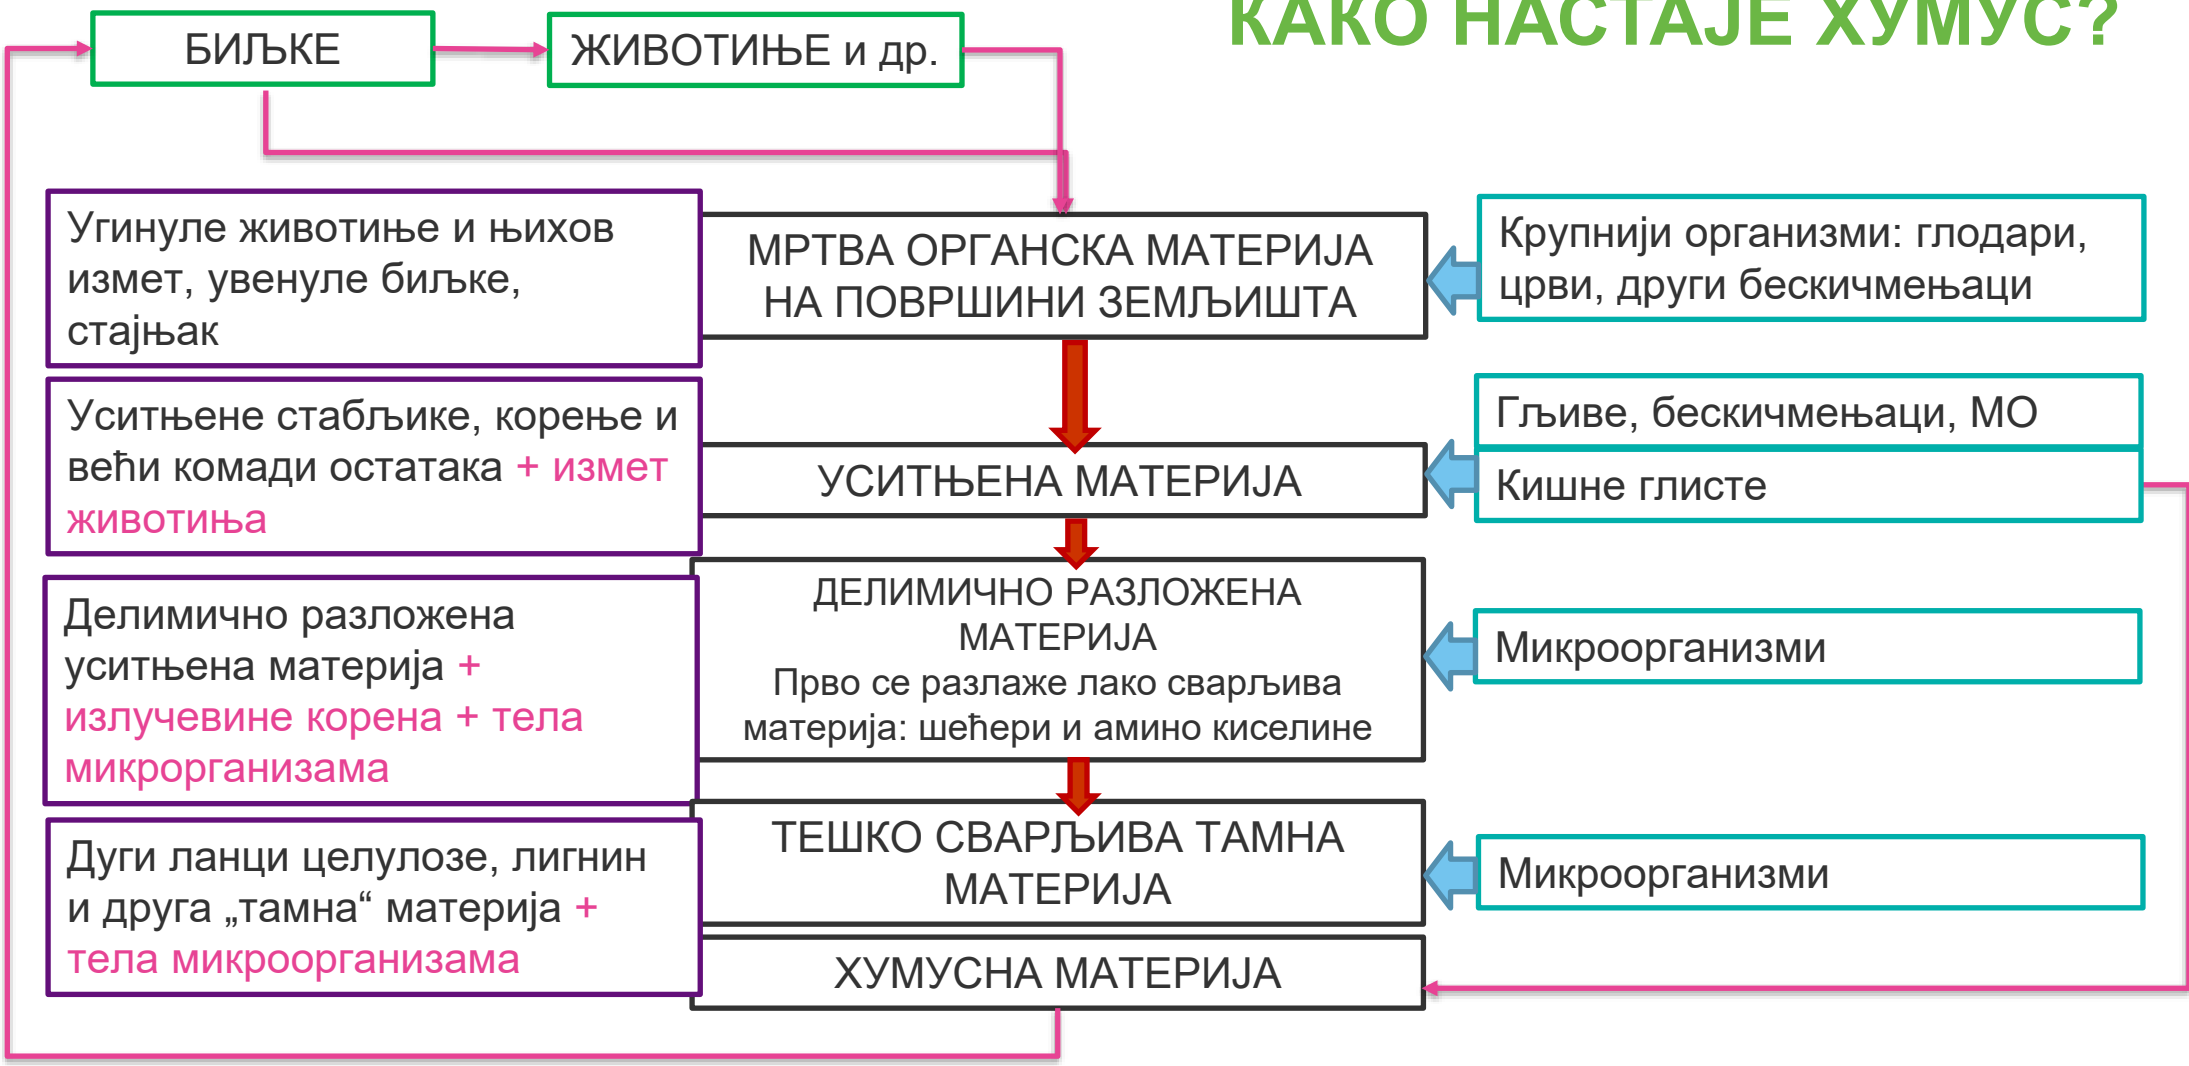 КАКО НАСТАЈЕ ХУМУС?
БИЉКЕ
ЖИВОТИЊЕ и др.
Угинуле животиње и њихов
измет, увенуле биљке,
стајњак
МРТВА ОРГАНСКА МАТЕРИЈА
НА ПОВРШИНИ ЗЕМЉИШТА
Крупнији организми: глодари,
црви, други бескичмењаци
Уситњене стабљике, корење и
већи комади остатака + измет
животиња
УСИТЊЕНА МАТЕРИЈА
Гљиве, бескичмењаци, МО
Кишне глисте
Делимично разложена
уситњена материја +
излучевине корена + тела
микрорганизама
ДЕЛИМИЧНО РАЗЛОЖЕНА
МАТЕРИЈА
Прво се разлаже лако сварљива
материја: шећери и амино киселине
Микроорганизми
Дуги ланци целулозе, лигнин
и друга „тамна“ материја +
тела микроорганизама
ТЕШКО СВАРЉИВА ТАМНА
МАТЕРИЈА
Микроорганизми
ХУМУСНА МАТЕРИЈА